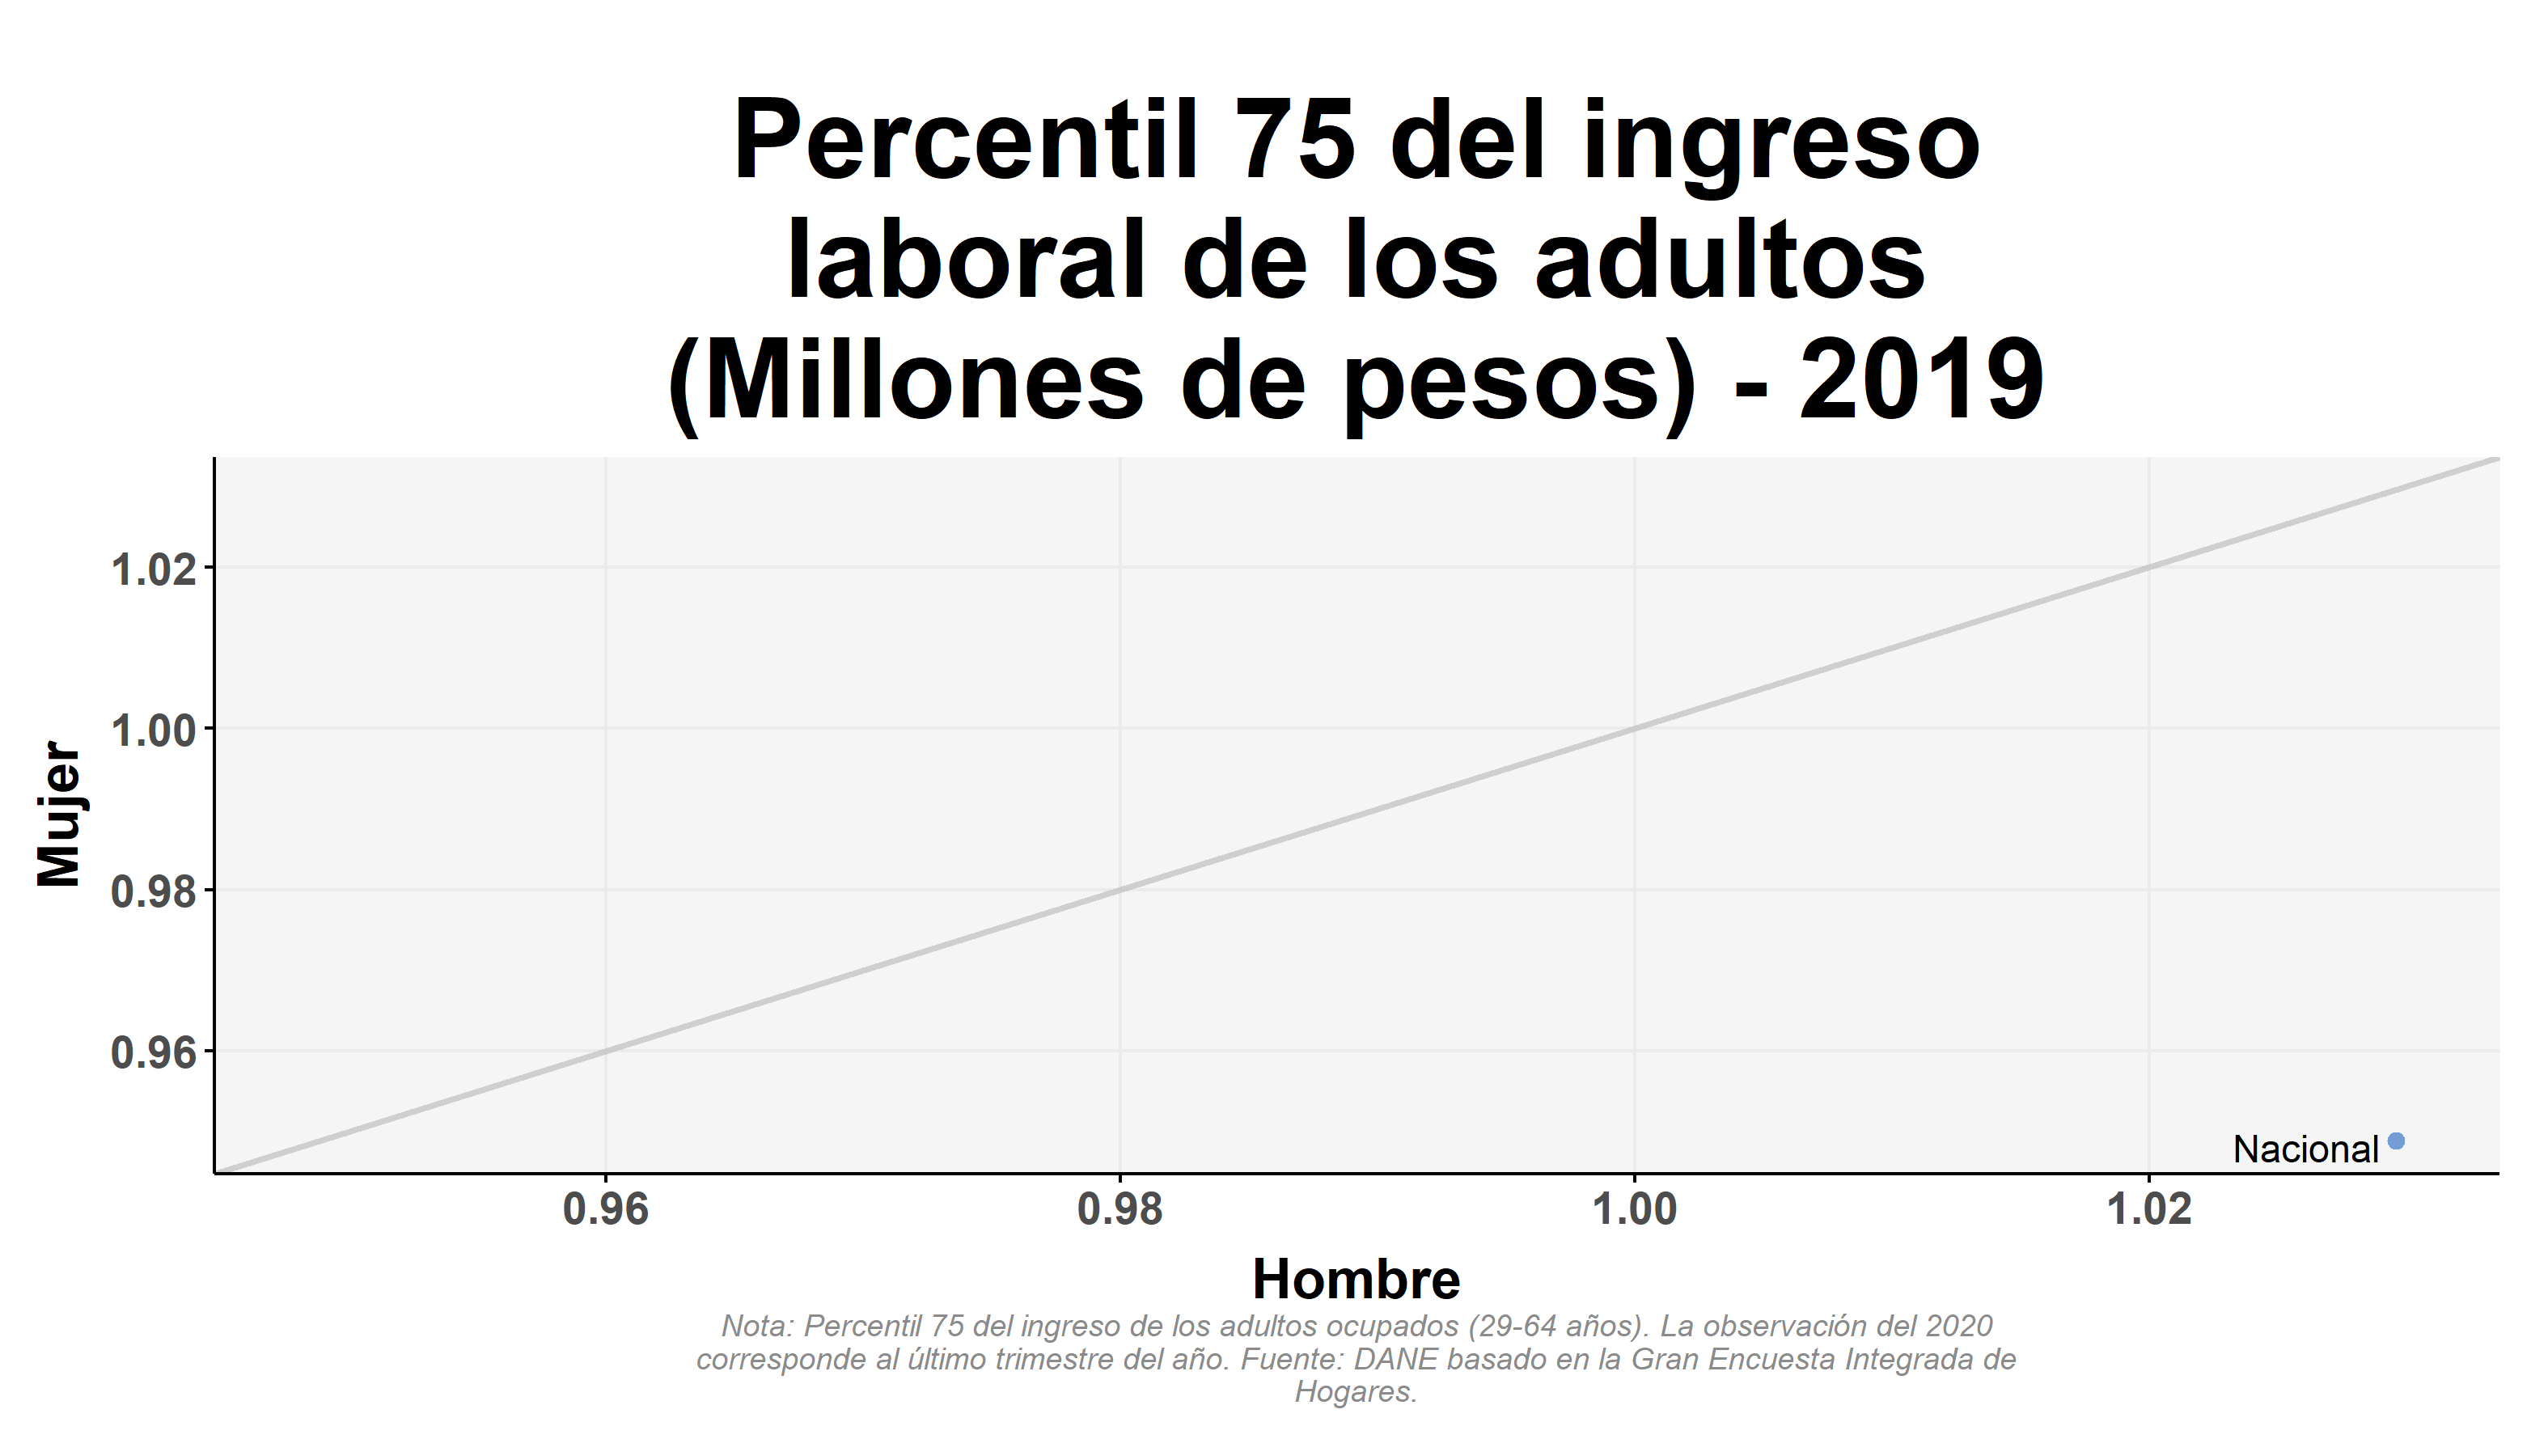 Percentil 75 del ingreso
laboral de los adultos
(Millones de pesos) - 2019
Mujer
1.02
1.00
0.98
0.96
Nacional
0.96
0.98
1.00
1.02
Hombre
Nota: Percentil 75 del ingreso de los adultos ocupados (29-64 años). La observación del 2020
corresponde al último trimestre del año. Fuente: DANE basado en la Gran Encuesta Integrada de
Hogares.